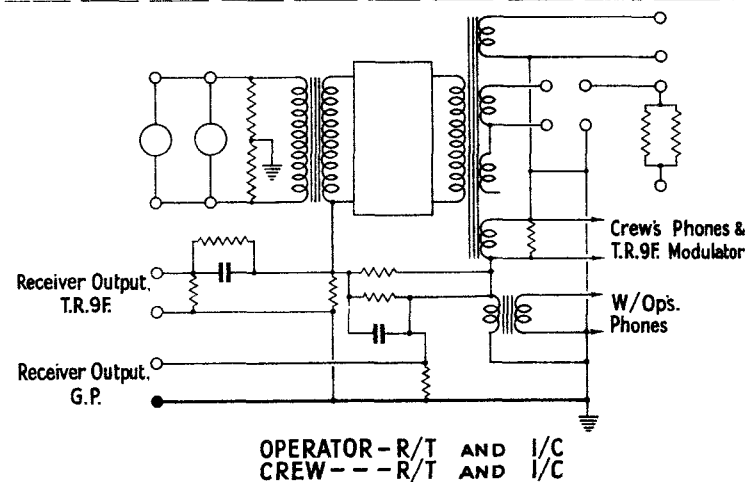 Crew's Phones &
T.R.9F. Modulator
Receiver Output,
T.R.9F.
W/Op's.
Phones
Receiver Output,
G.P.
OPERATOR-R/T AND I/C
CREW---R/T AND I/C